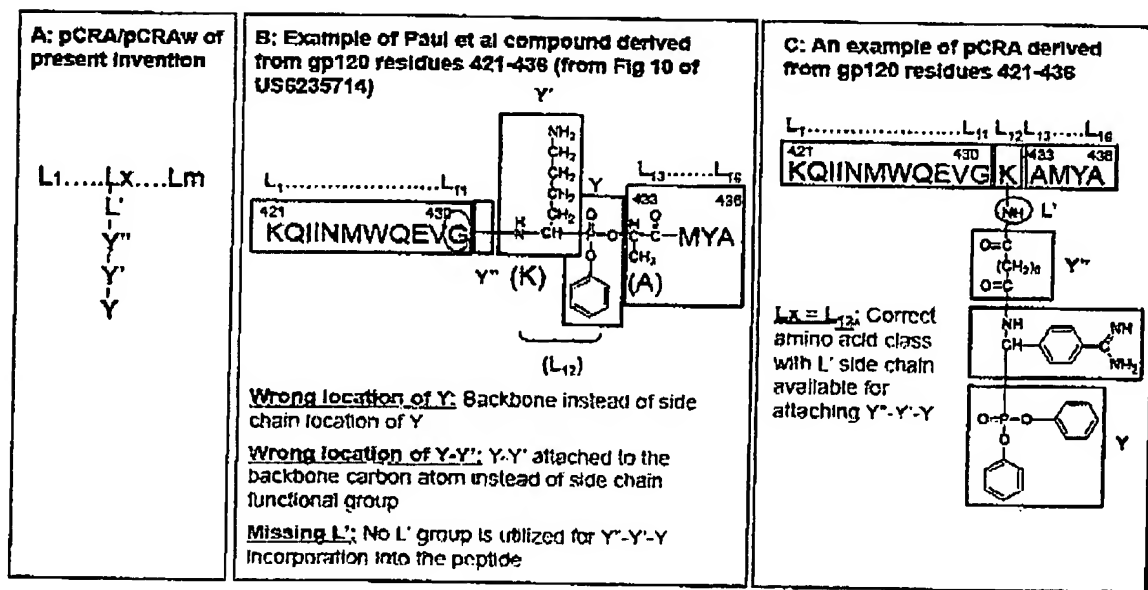 A: pCRA/pCRAw of
present invention
L1.....Lx....Lm
L'
Y"
Y'
Y
B: Example of Paul et al compound derived
from gp120 residues 421-436 (from Fig 10 of
US6235714)
Y'
NH2
CH2
CH2
CH2
CH2
L1..................L11
Y
L13......L16
421 430
KQIINMWQEVG
H
N
CH
P
O
O
O
H
N
C
O
CH
CH3
433 436
MYA
Y" (K)
(A)
(L12)
Wrong location of Y: Backbone instead of side
chain location of Y
Wrong location of Y-Y': Y-Y' attached to the
backbone carbon atom instead of side chain
functional group
Missing L': No L' group is utilized for Y"-Y'-Y
incorporation into the peptide
C: An example of pCRA derived
from gp120 residues 421-436
L1........................L11 L12 L13......L16
421 430 433 436
KQIINMWQEVG K AMYA
NH L'
O=C
(CH2)6
O=C
Y"
NH
CH
C
NH
NH2
Lx = L12: Correct
amino acid class
with L' side chain
available for
attaching Y"-Y'-Y
O=P-O
O
Y